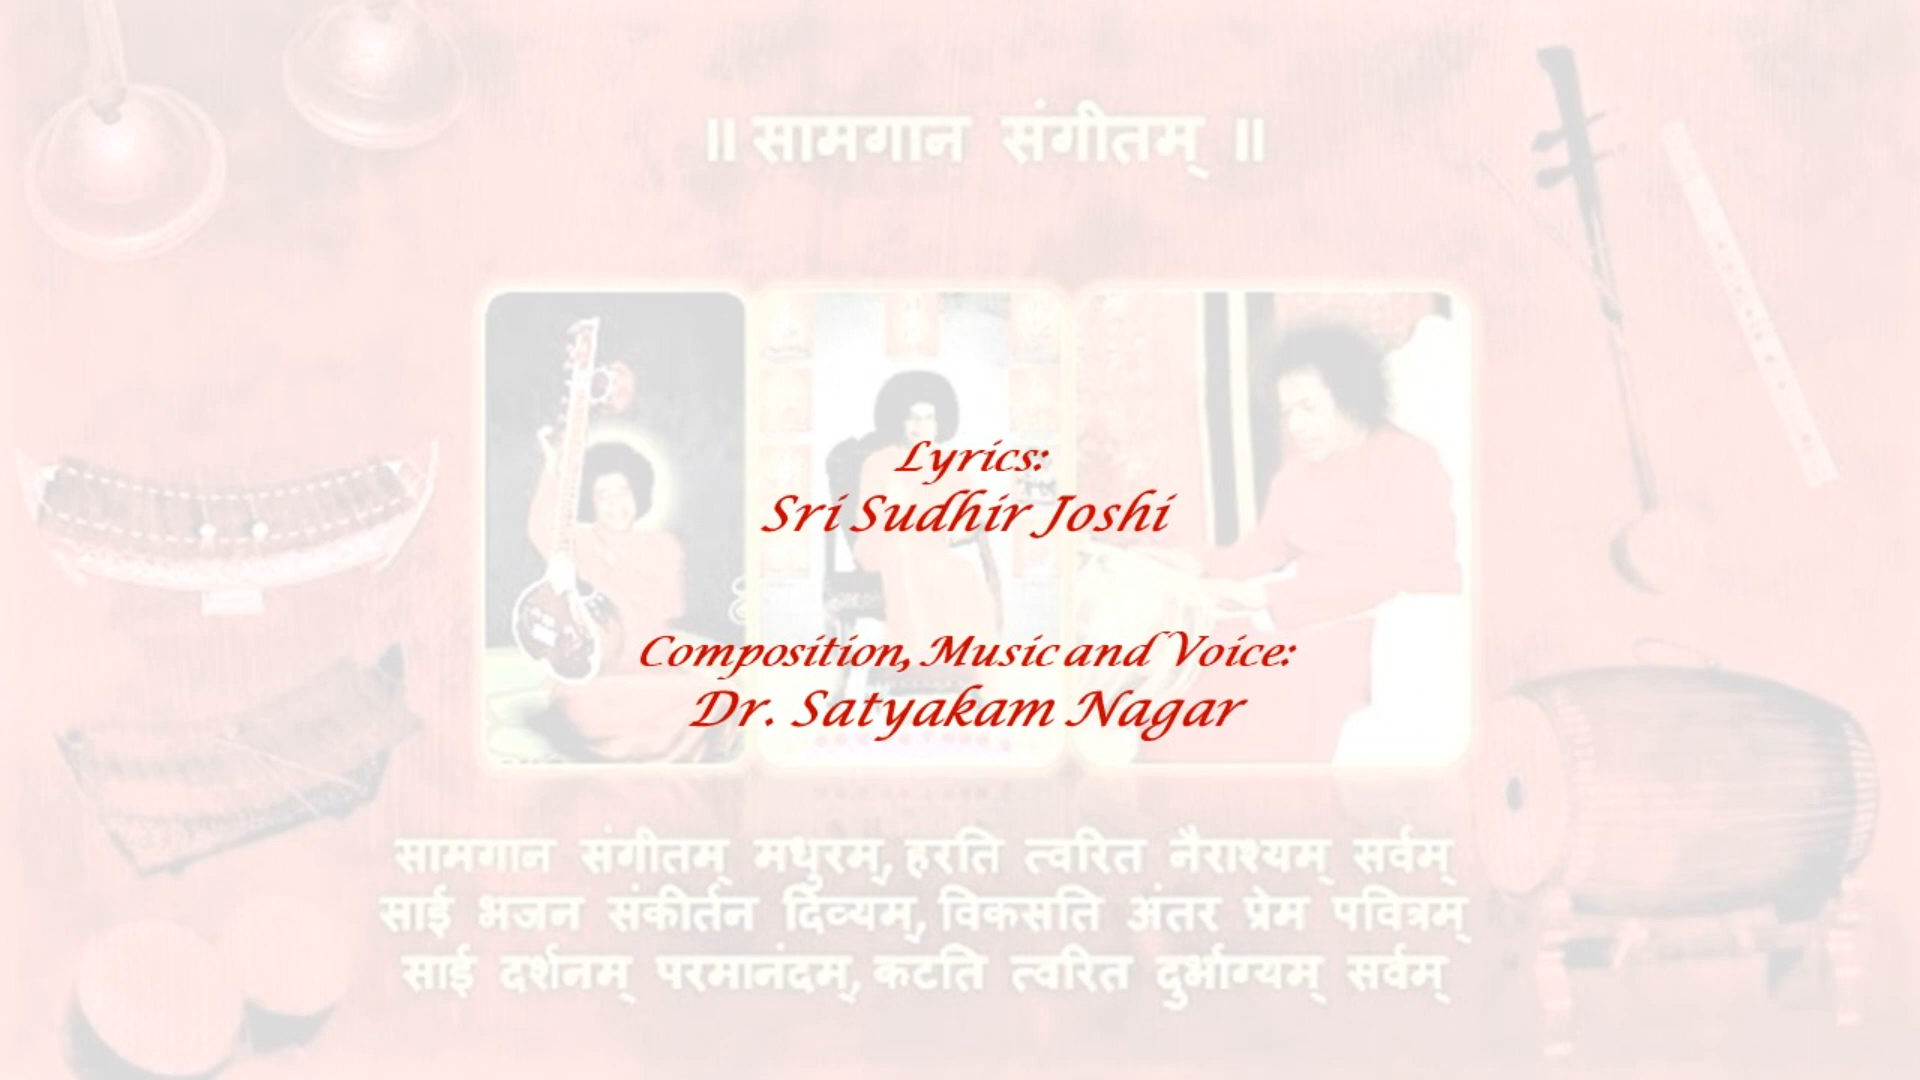 ॥ सामगान संगीतम् ॥
Lyrics:
Sri Sudhir Joshi
Composition, Music and Voice:
Dr. Satyakam Nagar
सामगान संगीतम् मधुरम्, हरति त्वरित नैराश्यम् सर्वम्
साई भजन संकीर्तन दिव्यम्, विकसति अंतर प्रेम पवित्रम्
साई दर्शनम् परमानंदम्, कटति त्वरित दुर्भाग्यम् सर्वम्